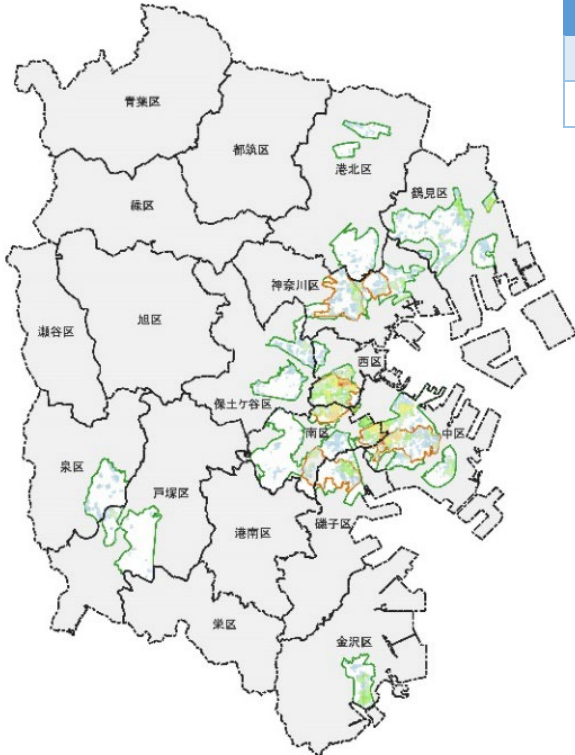 青葉区
都筑区
港北区
鶴見区
緑区
神奈川区
旭区
瀬谷区
西区
保土ケ谷区
南区
中区
泉区
戸塚区
港南区
磯子区
栄区
金沢区